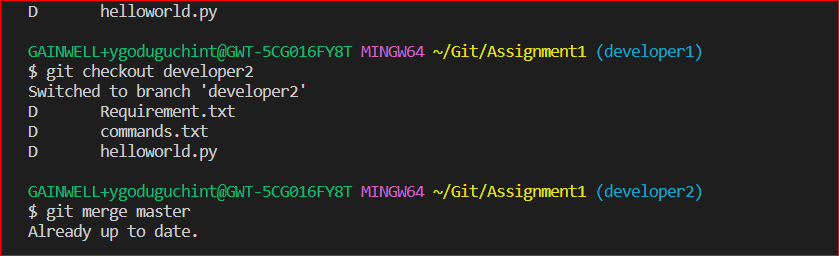 D       helloworld.py
GAINWELL+ygoduguchint@GWT-5CG016FY8T MINGW64 ~/Git/Assignment1 (developer1)
$ git checkout developer2
Switched to branch 'developer2'
D       Requirement.txt
D       commands.txt
D       helloworld.py
GAINWELL+ygoduguchint@GWT-5CG016FY8T MINGW64 ~/Git/Assignment1 (developer2)
$ git merge master
Already up to date.